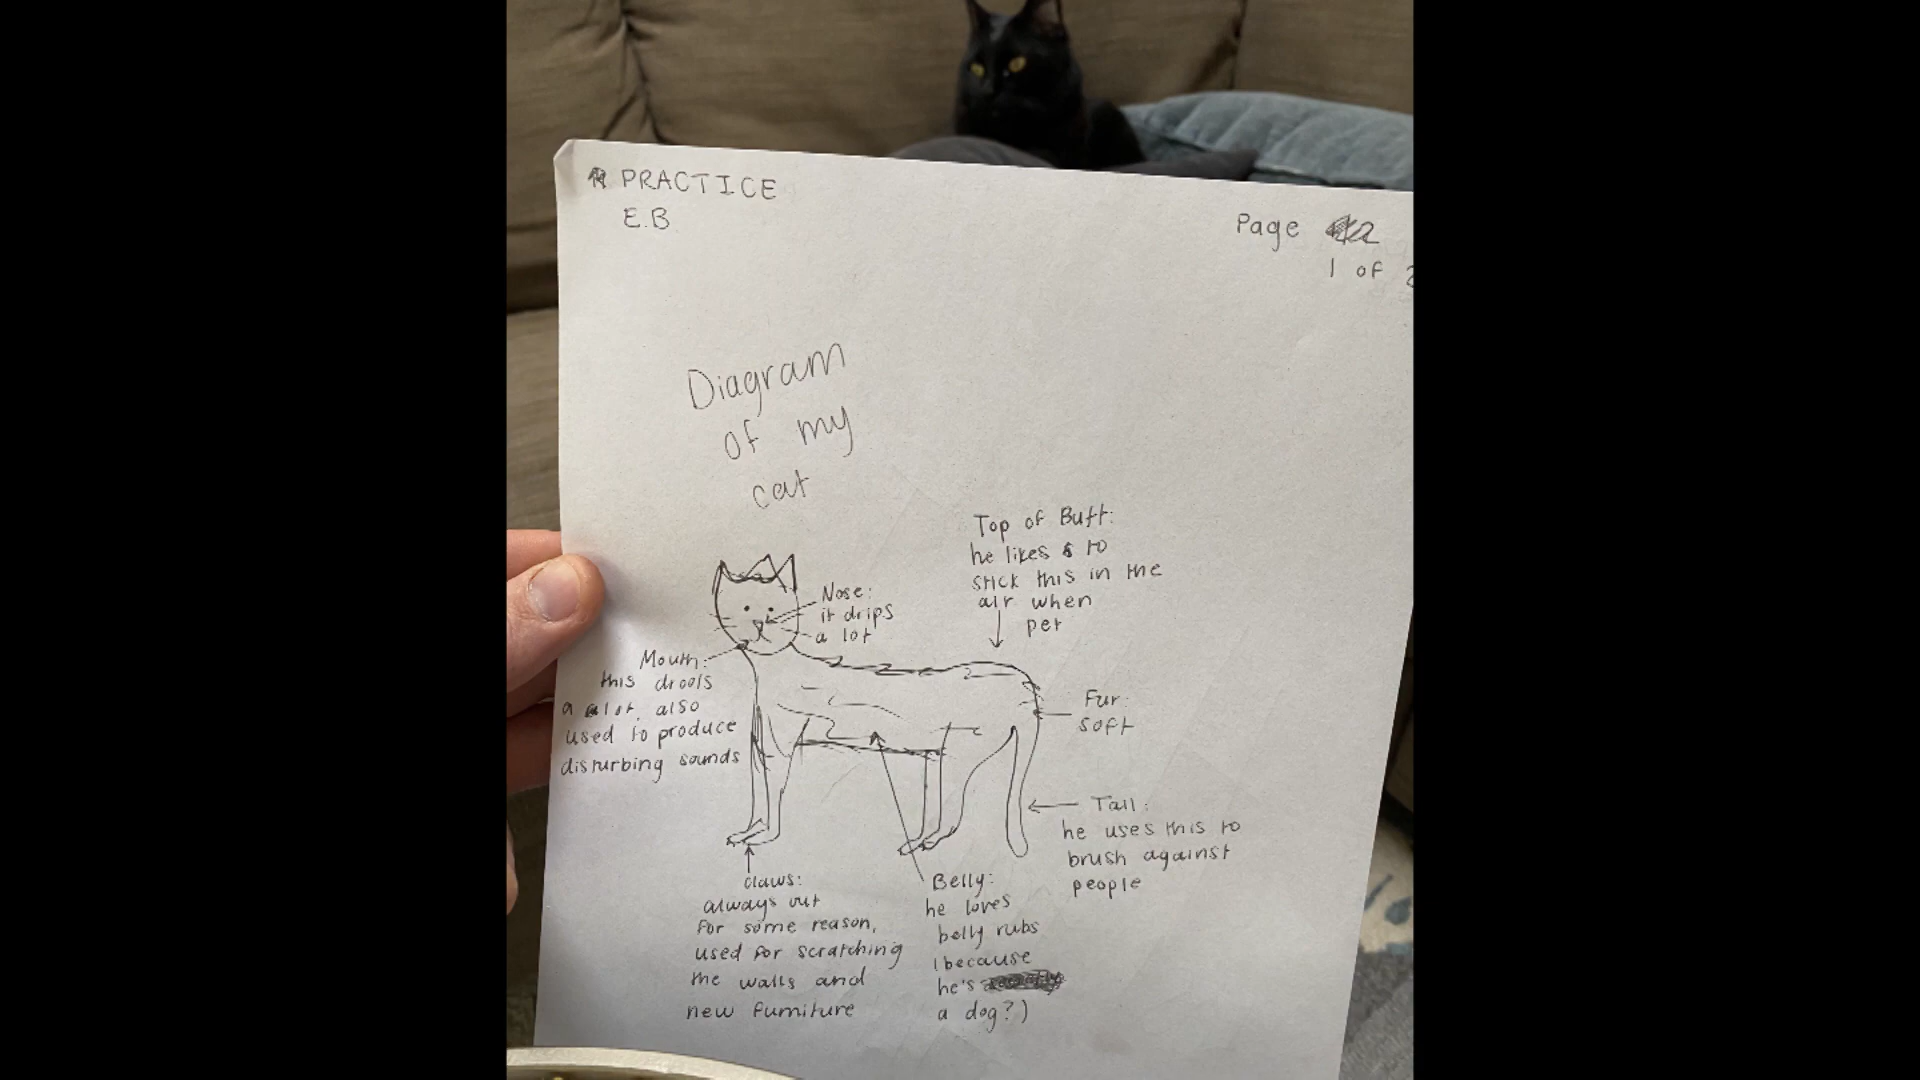 PRACTICE
E.B
Page
1 of
Diagram
of my
cat
Top of Butt:
he likes to
stick this in the
air when
pet
Nose:
it drips
a lot
Mouth:
this drools
a lot, also
used to produce
disturbing sounds
Fur:
soft
Tail:
he uses this to
brush against
people
Claws:
always out
for some reason,
used for scratching
the walls and
new furniture
Belly:
he loves
belly rubs
(because
he's
a dog?)